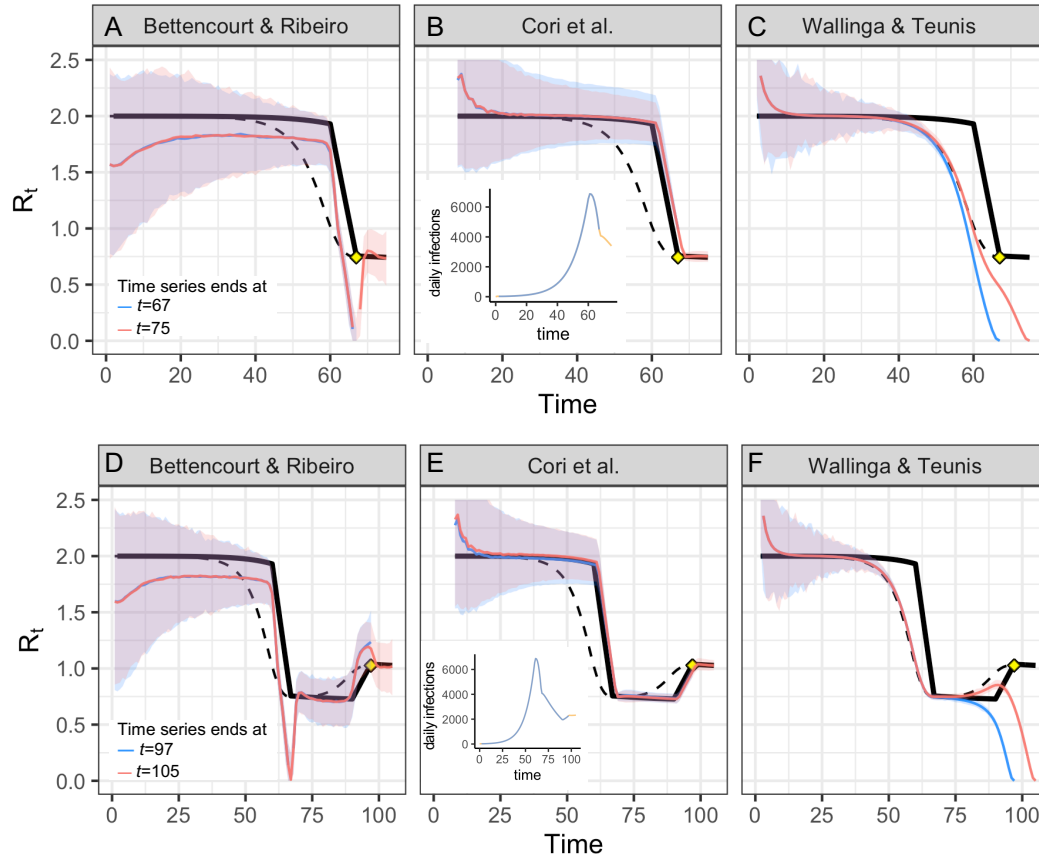 A Bettencourt & Ribeiro
B Cori et al.
C Wallinga & Teunis
2.5
2.0
1.5
1.0
0.5
0.0
Rt
Time series ends at
t=67
t=75
6000
4000
2000
0
daily infections
0 20 40 60
time
0 20 40 60
0 20 40 60
0 20 40 60
Time
D Bettencourt & Ribeiro
E Cori et al.
F Wallinga & Teunis
2.5
2.0
1.5
1.0
0.5
0.0
Rt
Time series ends at
t=97
t=105
6000
4000
2000
0
daily infections
0 25 50 75 100
time
0 25 50 75 100
0 25 50 75 100
0 25 50 75 100
Time